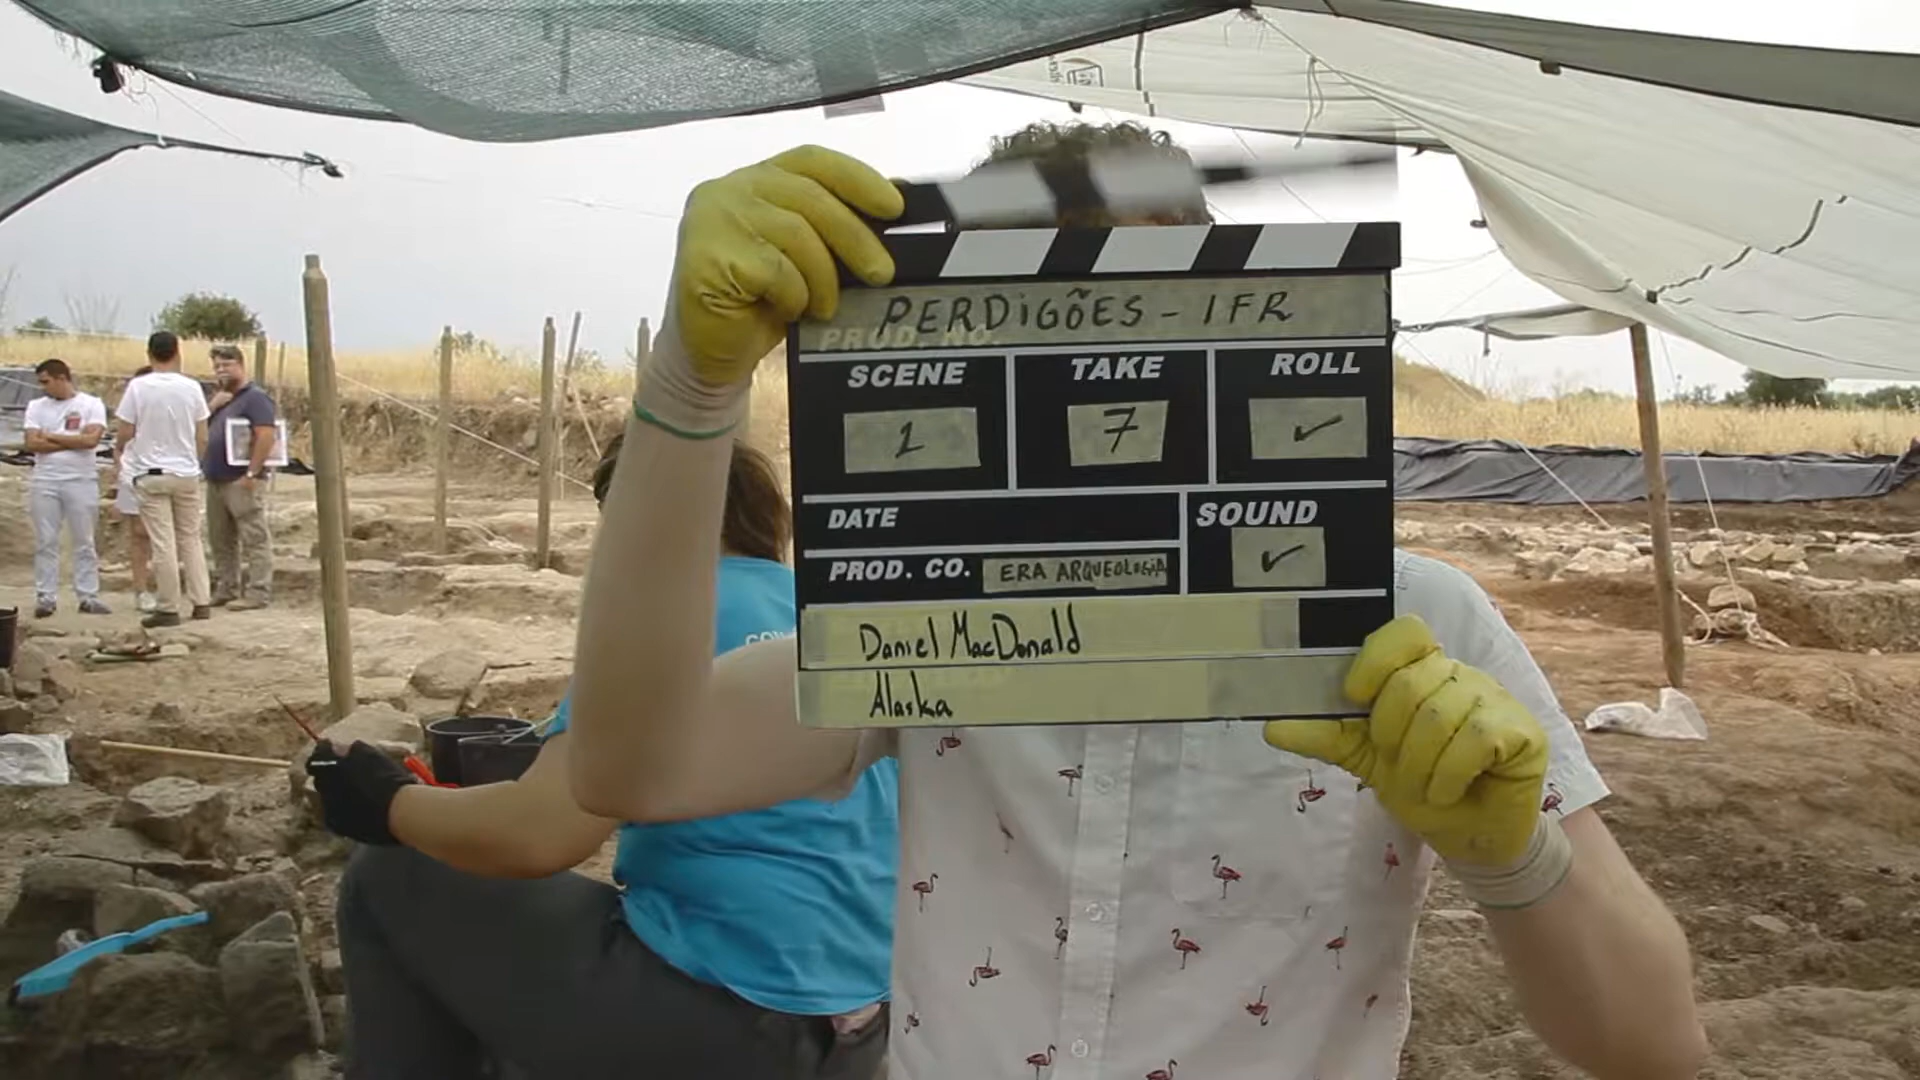 PERDIGÕES - IFR
PROD. NO.
SCENE TAKE ROLL
1 7 ✓
DATE
SOUND
✓
PROD. CO. ERA ARQUEOLOGIA
Daniel MacDonald
Alaska